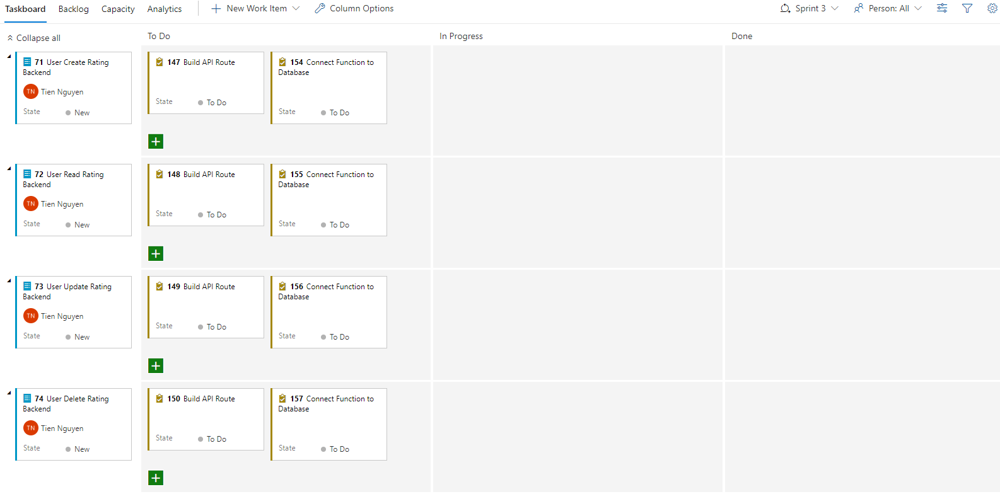 Taskboard Backlog Capacity Analytics New Work Item Column Options Sprint 3 Person: All
Collapse all To Do In Progress Done
71 User Create Rating
Backend
TN Tien Nguyen
State New
147 Build API Route
State To Do
154 Connect Function to
Database
State To Do
72 User Read Rating
Backend
TN Tien Nguyen
State New
148 Build API Route
State To Do
155 Connect Function to
Database
State To Do
73 User Update Rating
Backend
TN Tien Nguyen
State New
149 Build API Route
State To Do
156 Connect Function to
Database
State To Do
74 User Delete Rating
Backend
TN Tien Nguyen
State New
150 Build API Route
State To Do
157 Connect Function to
Database
State To Do